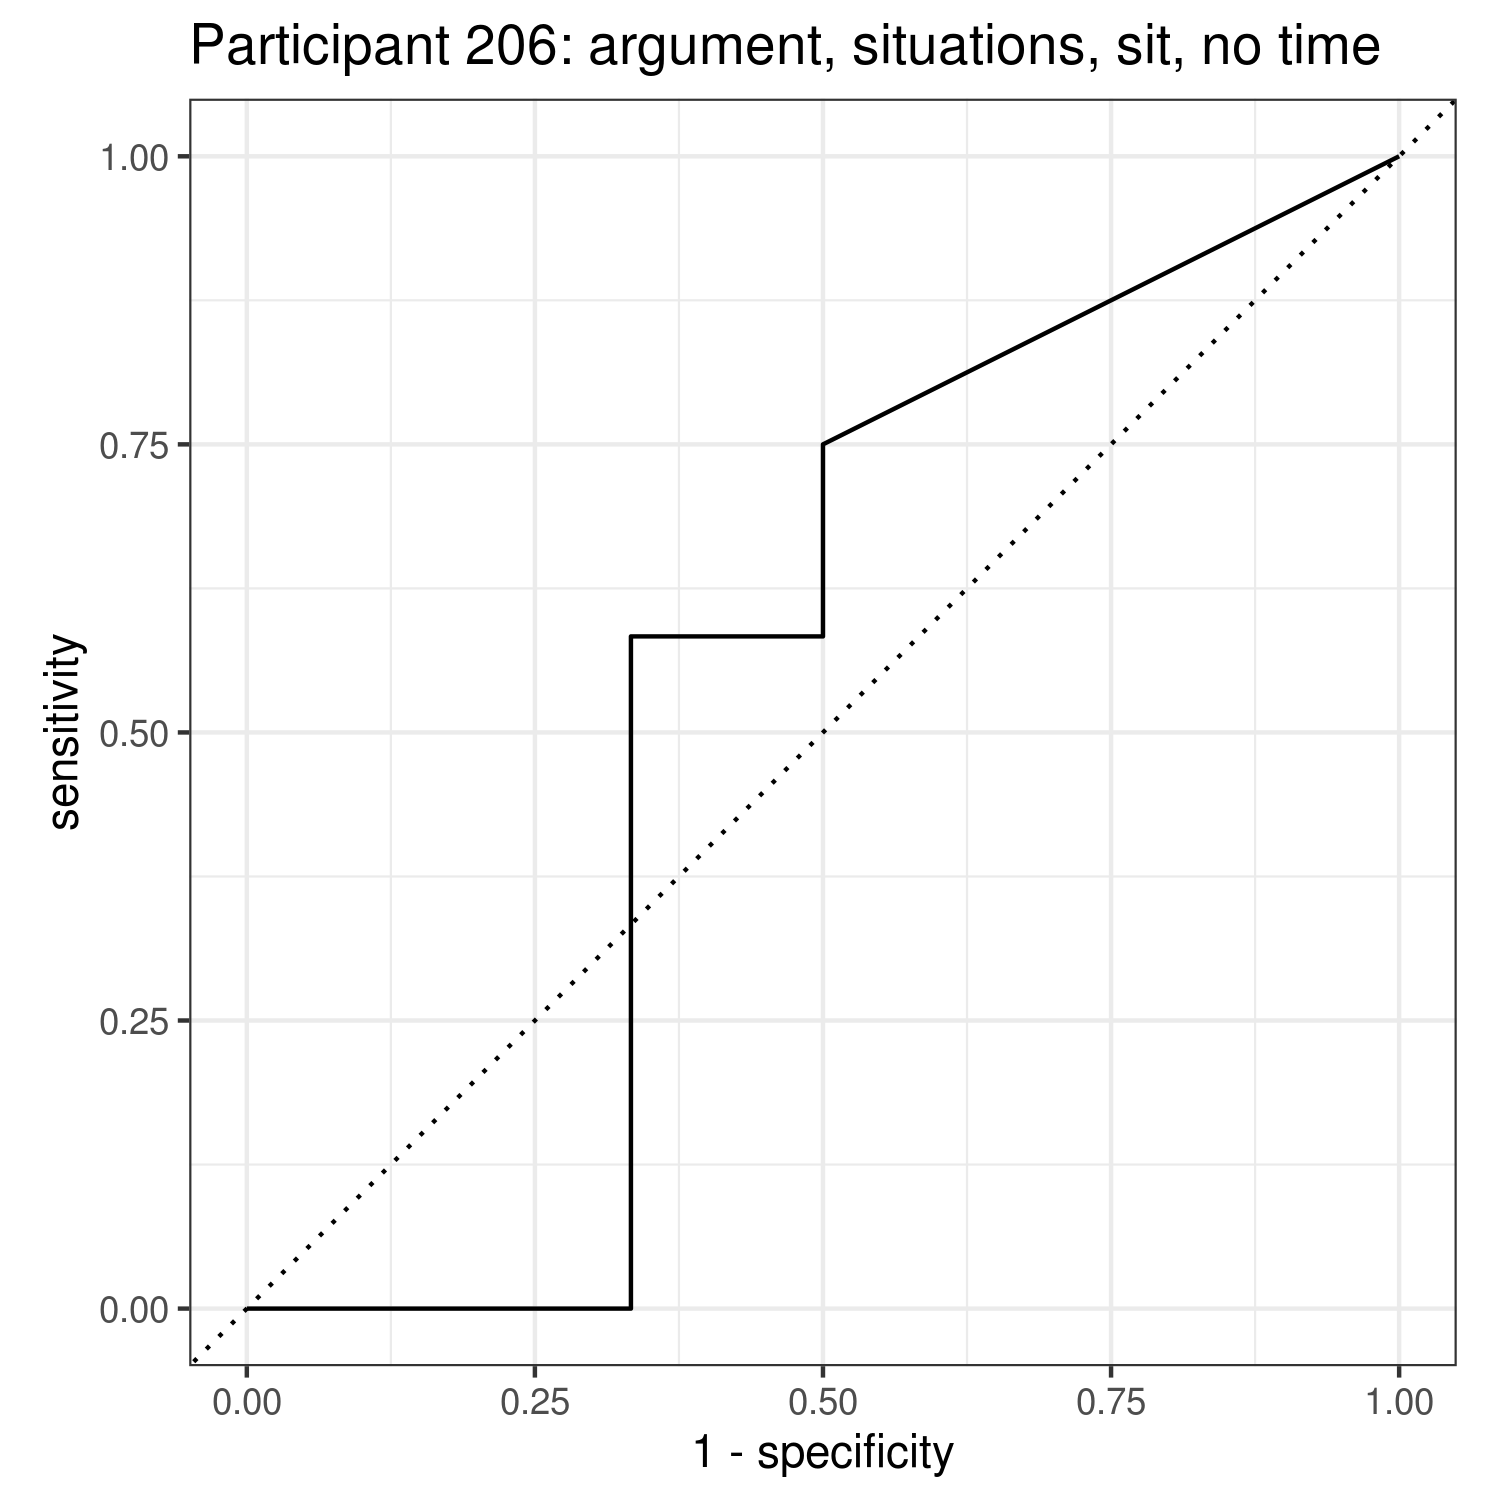 Participant 206: argument, situations, sit, no time
1.00
0.75
0.50
0.25
0.00
sensitivity
0.00 0.25 0.50 0.75 1.00
1 - specificity